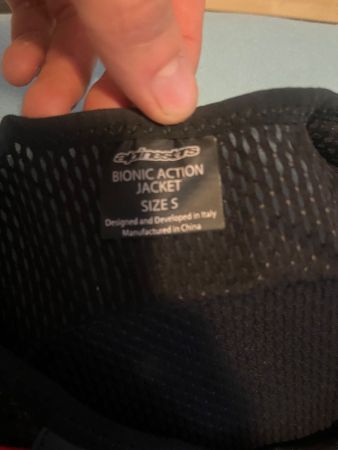 alpinestars
BIONIC ACTION
JACKET
SIZE S
Designed and Developed in Italy
Manufactured in China